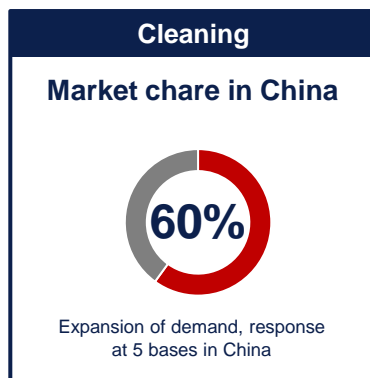 Cleaning
Market chare in China
60%
Expansion of demand, response
at 5 bases in China